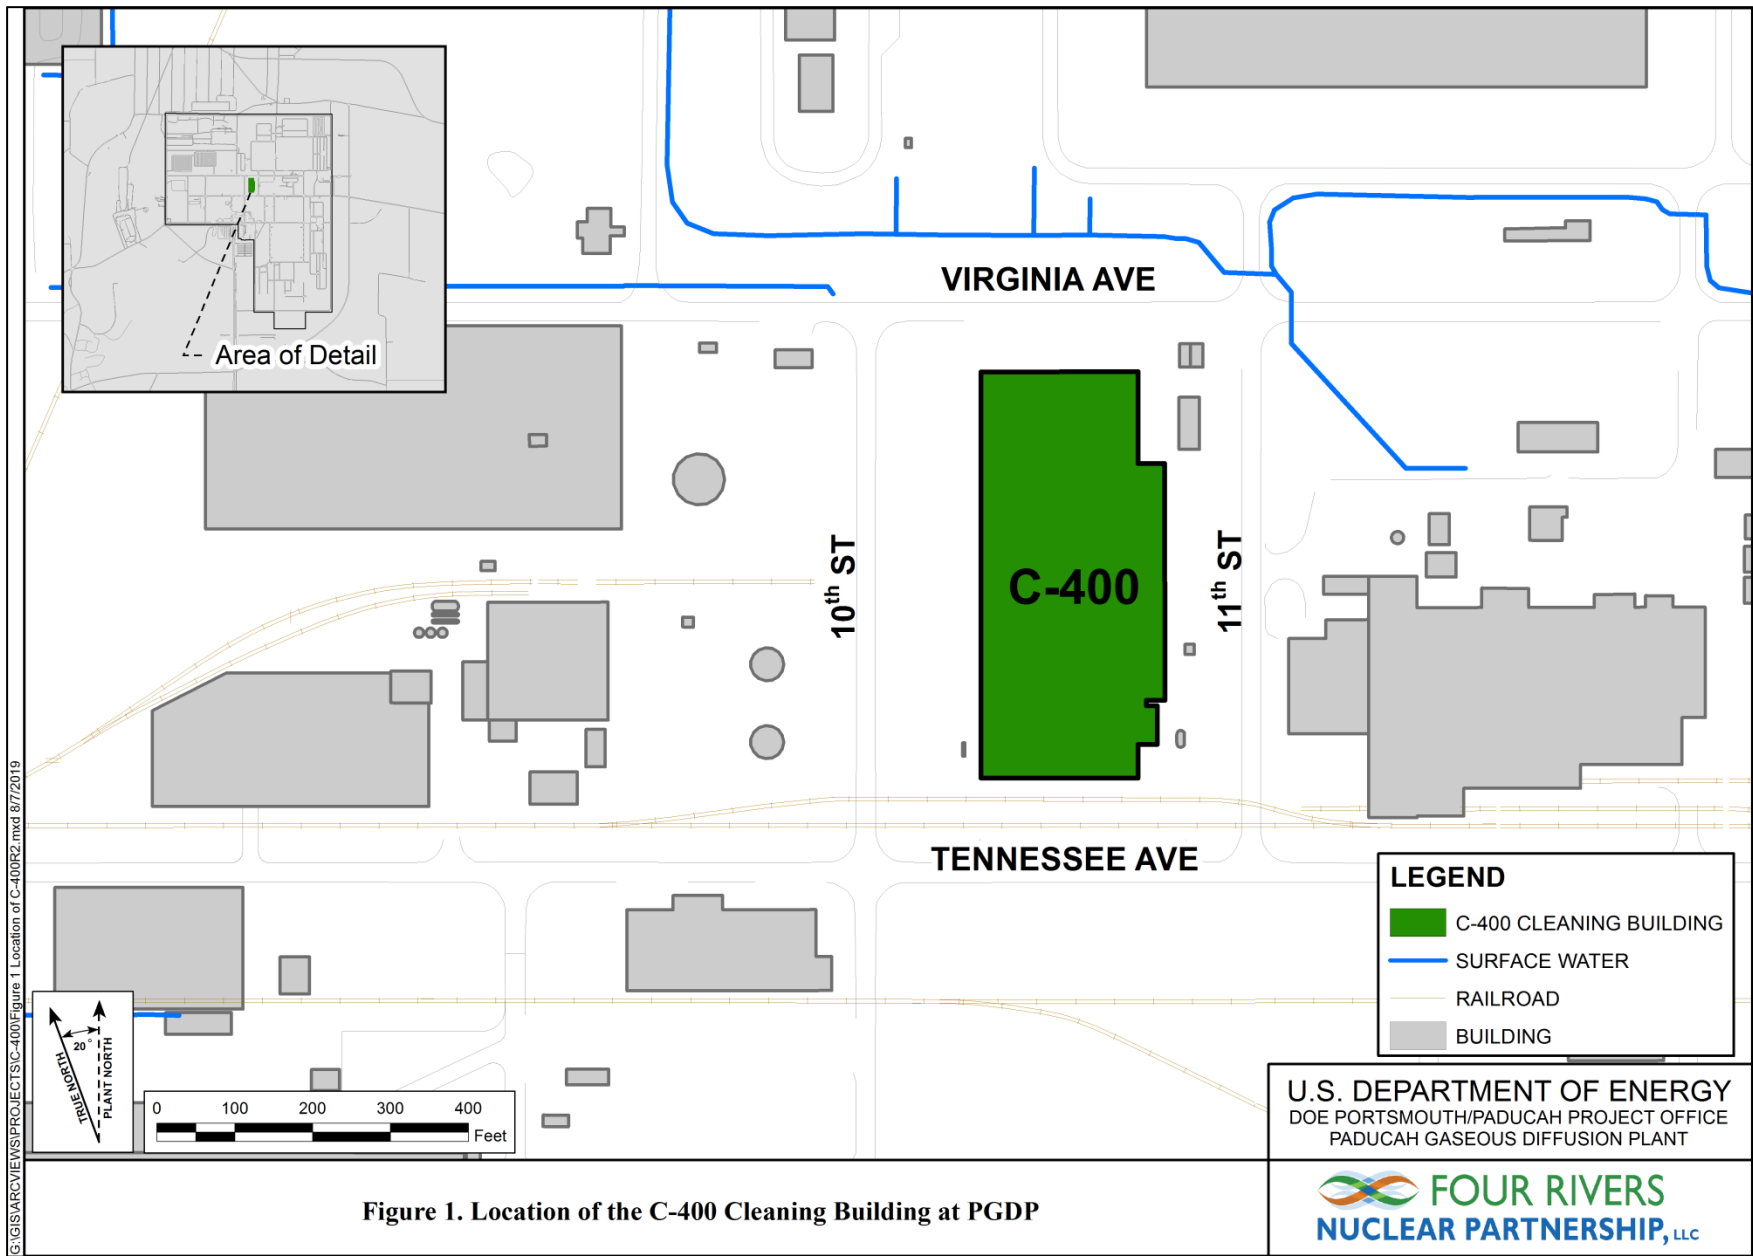 Area of Detail
VIRGINIA AVE
10th ST
C-400
11th ST
TENNESSEE AVE
LEGEND
C-400 CLEANING BUILDING
SURFACE WATER
RAILROAD
BUILDING
TRUE NORTH
20°
PLANT NORTH
0 100 200 300 400
Feet
U.S. DEPARTMENT OF ENERGY
DOE PORTSMOUTH/PADUCAH PROJECT OFFICE
PADUCAH GASEOUS DIFFUSION PLANT
Figure 1. Location of the C-400 Cleaning Building at PGDP
FOUR RIVERS
NUCLEAR PARTNERSHIP, LLC
G:\GIS\ARCVIEWS\PROJECTS\C-400\Figure 1 Location of C-400R2.mxd 8/7/2019